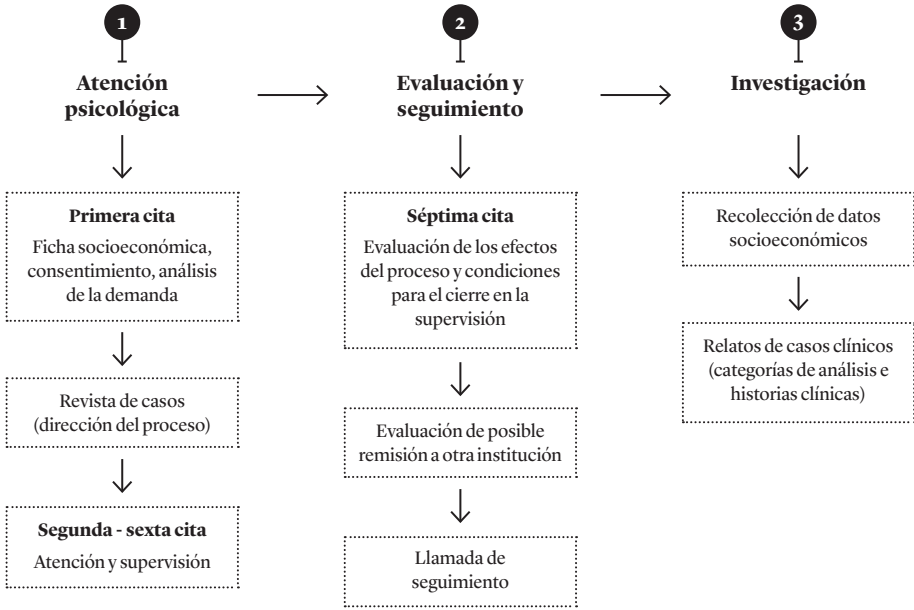 1
Atención
psicológica
Primera cita
Ficha socioeconómica,
consentimiento, análisis
de la demanda
Revista de casos
(dirección del proceso)
Segunda - sexta cita
Atención y supervisión
2
Evaluación y
seguimiento
Séptima cita
Evaluación de los efectos
del proceso y condiciones
para el cierre en la
supervisión
Evaluación de posible
remisión a otra institución
Llamada de
seguimiento
3
Investigación
Recolección de datos
socioeconómicos
Relatos de casos clínicos
(categorías de análisis e
historias clínicas)